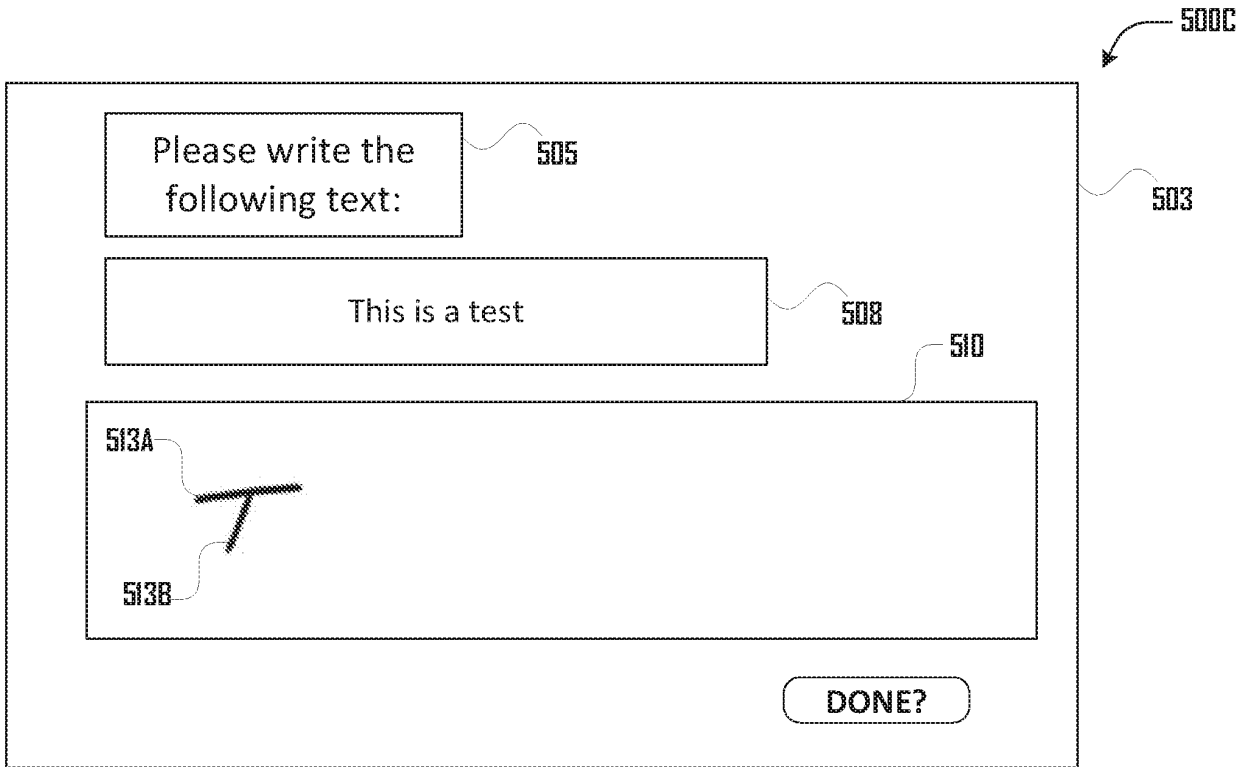 500C
Please write the
following text:
505
503
This is a test
508
510
513A
T
513B
DONE?